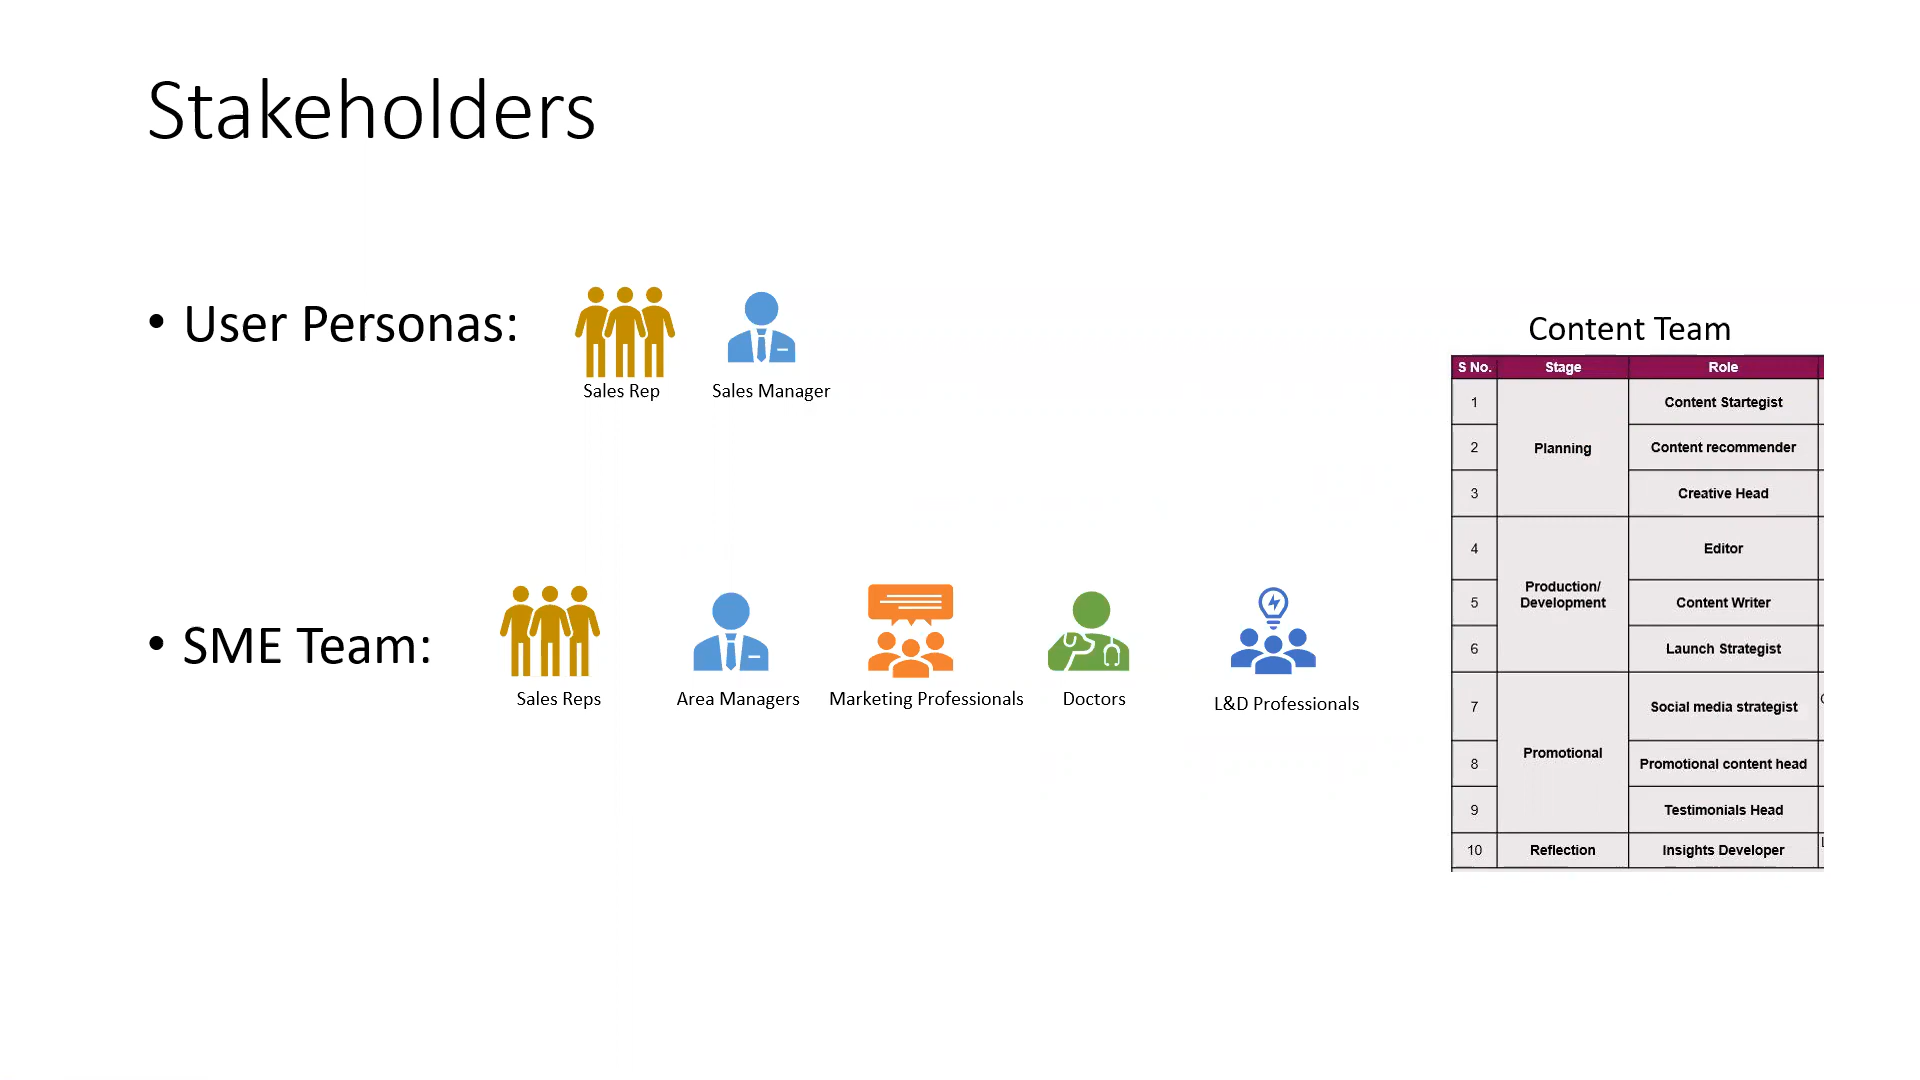 Stakeholders
• User Personas:
Sales Rep
Sales Manager
• SME Team:
Sales Reps
Area Managers
Marketing Professionals
Doctors
L&D Professionals
Content Team
S No. Stage Role
1 Planning Content Startegist
2 Content recommender
3 Creative Head
4 Production/ Development Editor
5 Content Writer
6 Launch Strategist
7 Promotional Social media strategist
8 Promotional content head
9 Testimonials Head
10 Reflection Insights Developer